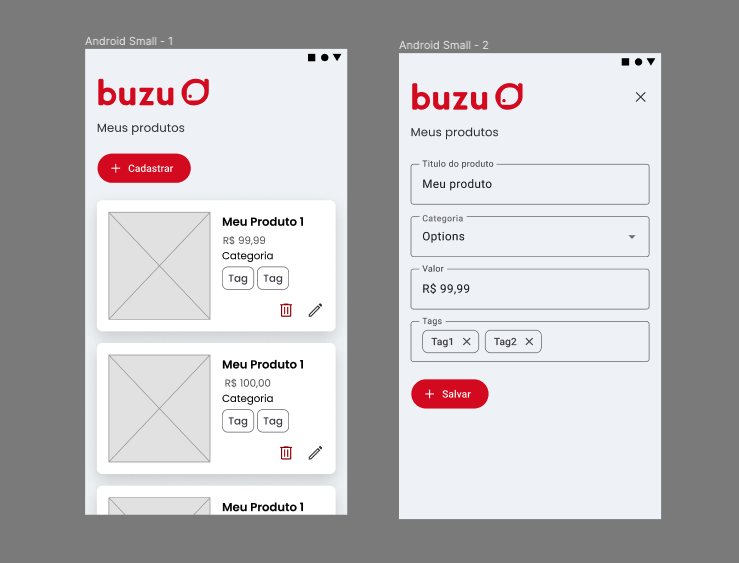 Android Small - 1
buzu
Meus produtos
Cadastrar
Meu Produto 1
R$ 99,99
Categoria
Tag Tag
Meu Produto 1
R$ 100,00
Categoria
Tag Tag
Meu Produto 1
Android Small - 2
buzu
Meus produtos
Titulo do produto
Meu produto
Categoria
Options
Valor
R$ 99,99
Tags
Tag1 Tag2
Salvar